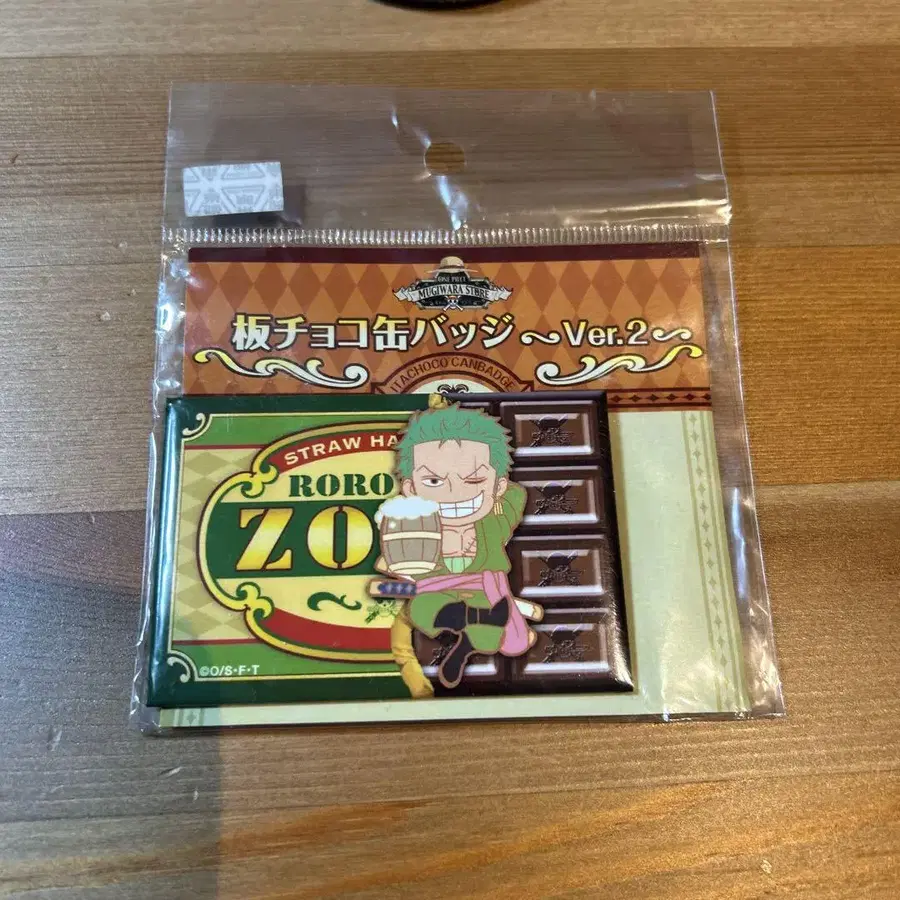 ONE PIECE
MUGIWARA STORE
板チョコ缶バッジ～Ver.2～
ITACHOCO CANBADGE
STRAW HA
RORO
ZO
©O/S・F・T